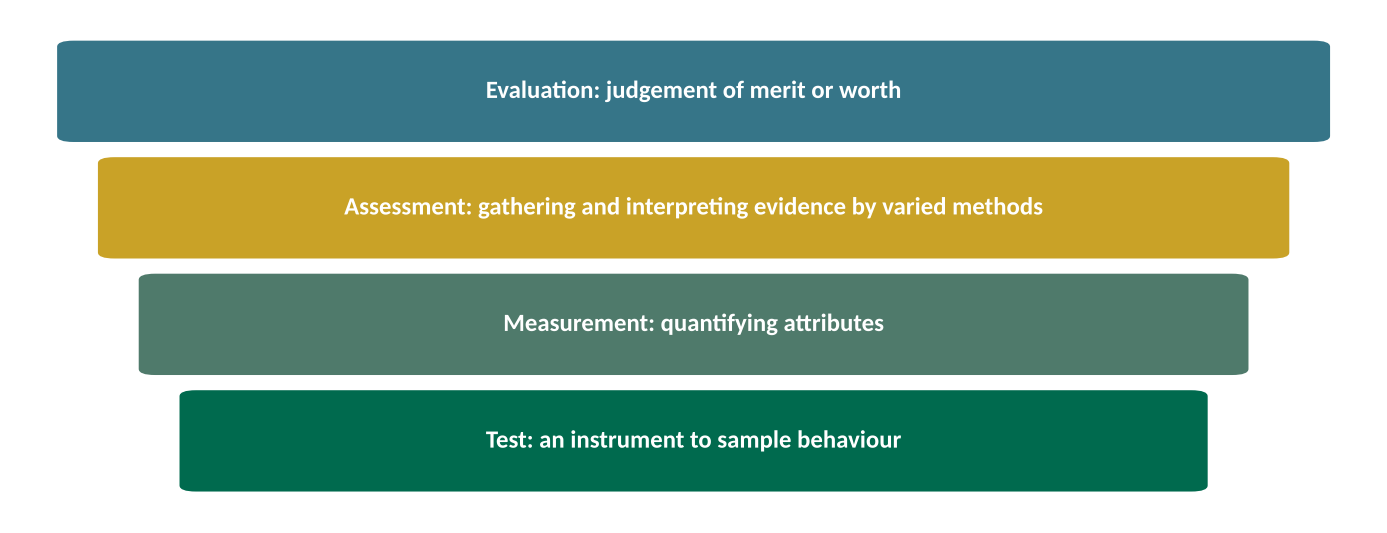 Evaluation: judgement of merit or worth
Assessment: gathering and interpreting evidence by varied methods
Measurement: quantifying attributes
Test: an instrument to sample behaviour